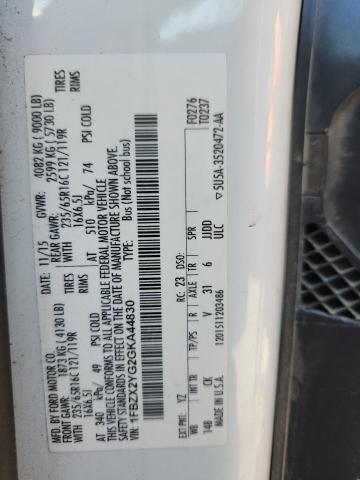 MFD. BY FORD MOTOR CO.
DATE: 11/15 GVWR: 4082 KG ( 9000 LB)
FRONT GAWR: 1873 KG ( 4130 LB) REAR GAWR: 2599 KG ( 5730 LB)
WITH 235/65R16C 121/119R TIRES WITH 235/65R16C 121/119R TIRES
16X6.5J RIMS 16X6.5J RIMS
AT 340 kPa/ 49 PSI COLD AT 510 kPa/ 74 PSI COLD
THIS VEHICLE CONFORMS TO ALL APPLICABLE FEDERAL MOTOR VEHICLE
SAFETY STANDARDS IN EFFECT ON THE DATE OF MANUFACTURE SHOWN ABOVE.
VIN: 1FBZX2YG2GKA44830 TYPE: Bus (Not school bus)
F0276
T0237
EXT PNT: YZ RC: 23 DSO:
WB INT TR TP/PS R AXLE TR SPR
148 CK V 31 6 JJDD
ULC
1201511203486
MADE IN U.S.A. ▽ 5U5A-3520472-AA